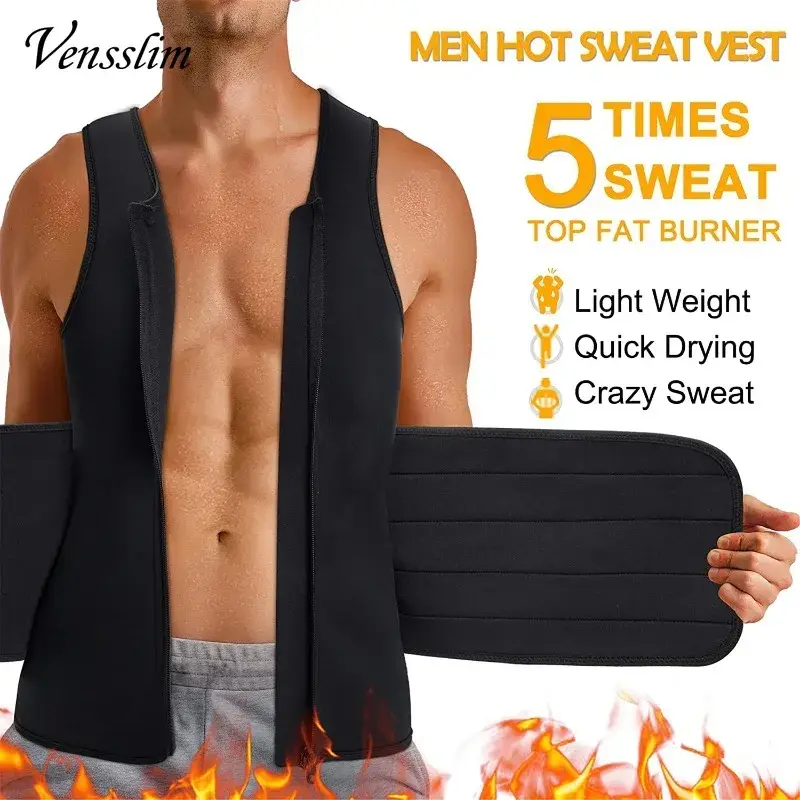 Vensslim
MEN HOT SWEAT VEST
5 TIMES
SWEAT
TOP FAT BURNER
Light Weight
Quick Drying
Crazy Sweat